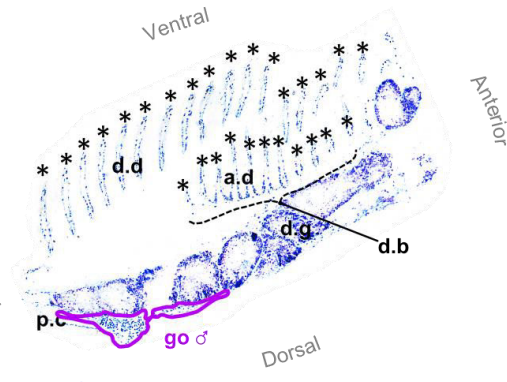 Ventral
Anterior
d.d
a.d
d.g
d.b
p.c
go ♂
Dorsal